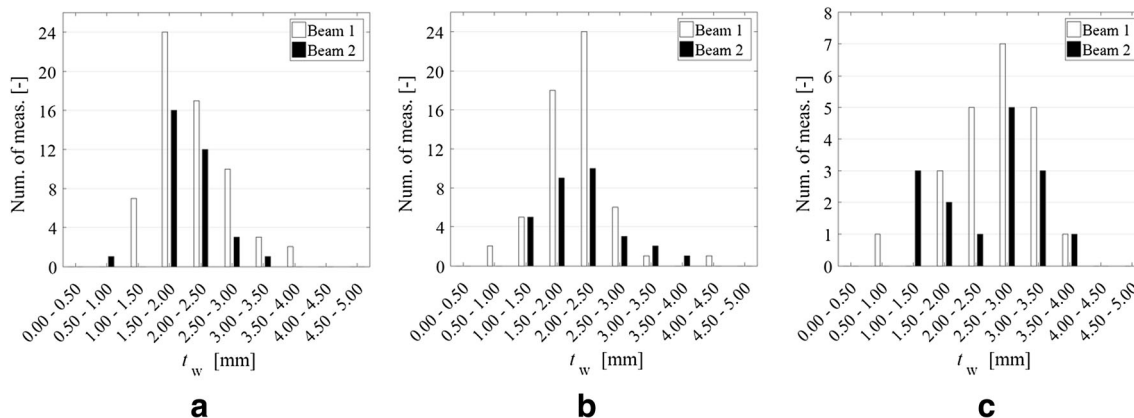 24
20
16
12
8
4
0
Num. of meas. [-]
Beam 1
Beam 2
0.00 - 0.50
0.50 - 1.00
1.00 - 1.50
1.50 - 2.00
2.00 - 2.50
2.50 - 3.00
3.00 - 3.50
3.50 - 4.00
4.00 - 4.50
4.50 - 5.00
t w [mm]
a
24
20
16
12
8
4
0
Num. of meas. [-]
Beam 1
Beam 2
0.00 - 0.50
0.50 - 1.00
1.00 - 1.50
1.50 - 2.00
2.00 - 2.50
2.50 - 3.00
3.00 - 3.50
3.50 - 4.00
4.00 - 4.50
4.50 - 5.00
t w [mm]
b
8
7
6
5
4
3
2
1
0
Num. of meas. [-]
Beam 1
Beam 2
0.00 - 0.50
0.50 - 1.00
1.00 - 1.50
1.50 - 2.00
2.00 - 2.50
2.50 - 3.00
3.00 - 3.50
3.50 - 4.00
4.00 - 4.50
4.50 - 5.00
t w [mm]
c